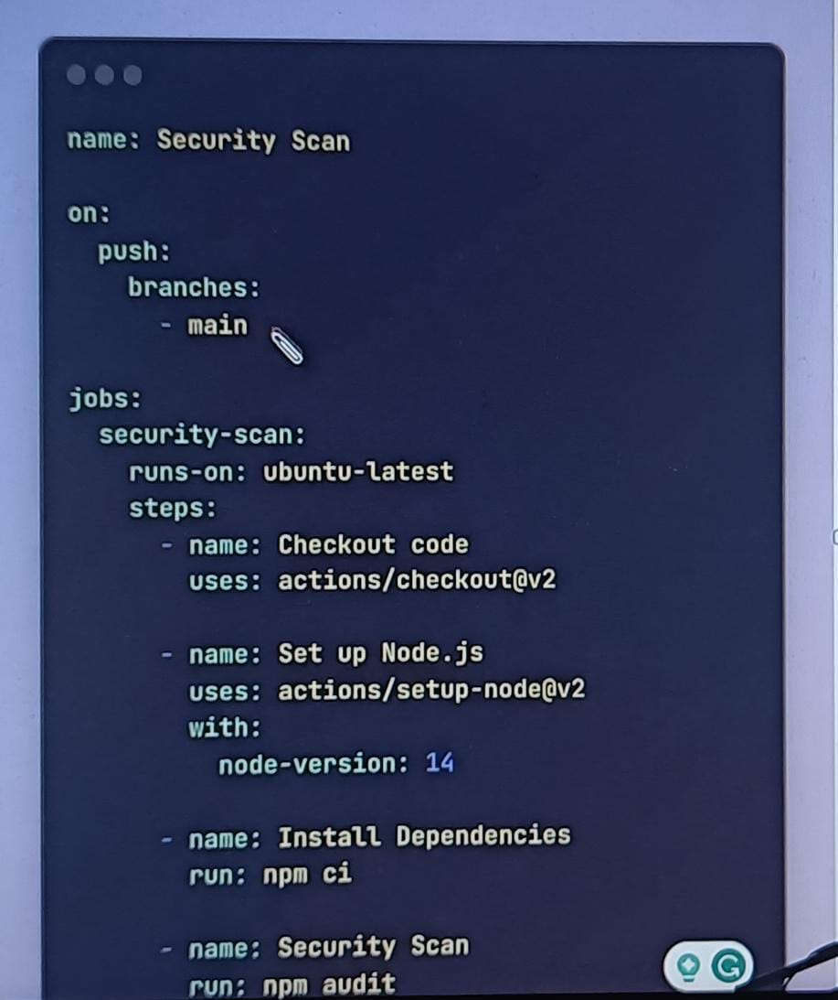 name: Security Scan
on:
  push:
    branches:
      - main
jobs:
  security-scan:
    runs-on: ubuntu-latest
    steps:
      - name: Checkout code
        uses: actions/checkout@v2
      - name: Set up Node.js
        uses: actions/setup-node@v2
        with:
          node-version: 14
      - name: Install Dependencies
        run: npm ci
      - name: Security Scan
        run: npm audit